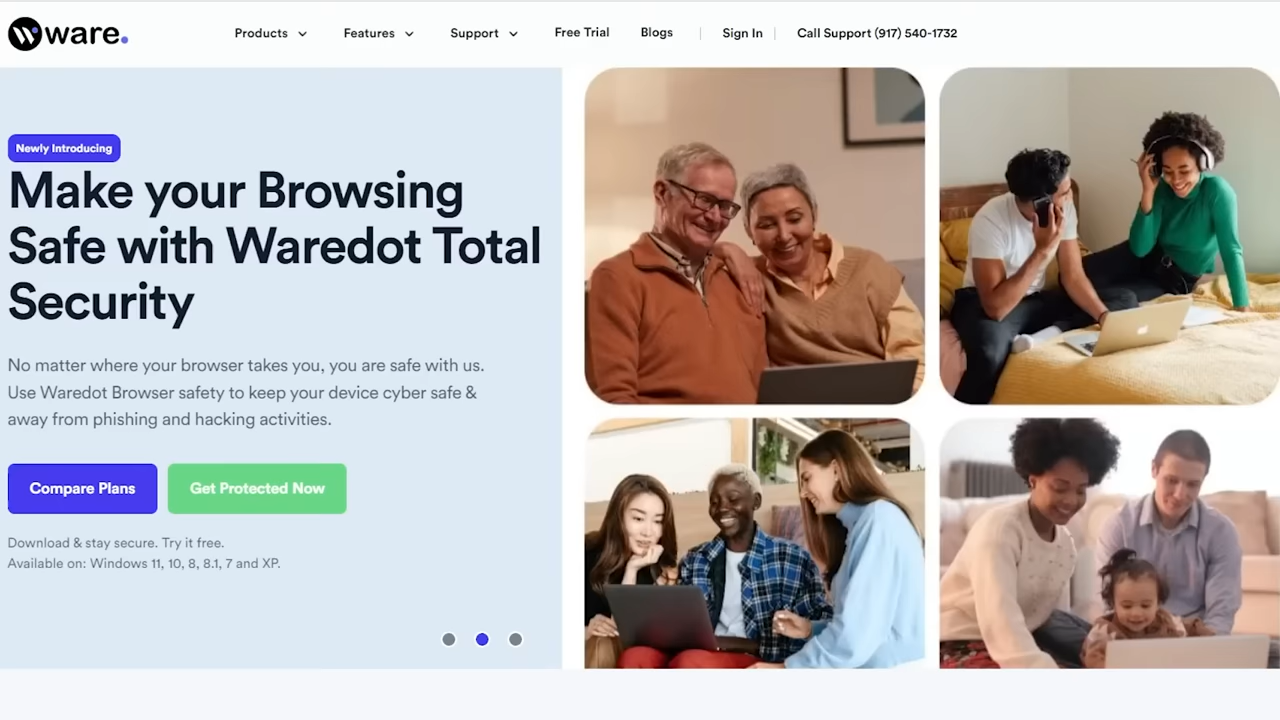 ware.
Products
Features
Support
Free Trial
Blogs
Sign In
Call Support (917) 540-1732
Newly Introducing
Make your Browsing
Safe with Waredot Total
Security
No matter where your browser takes you, you are safe with us.
Use Waredot Browser safety to keep your device cyber safe &
away from phishing and hacking activities.
Compare Plans
Get Protected Now
Download & stay secure. Try it free.
Available on: Windows 11, 10, 8, 8.1, 7 and XP.